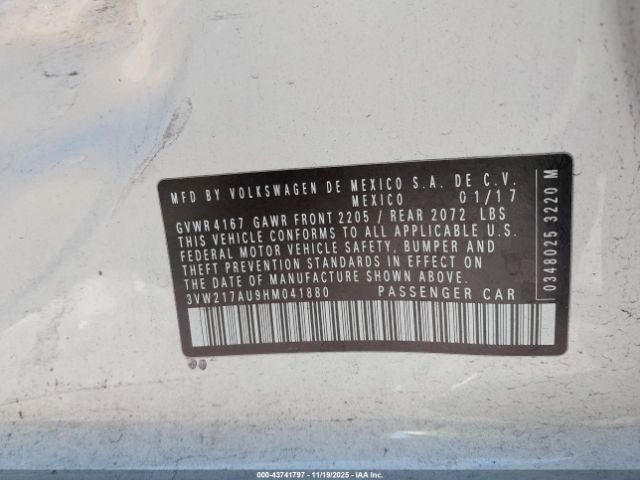 MFD BY VOLKSWAGEN DE MEXICO S.A. DE C.V.
MEXICO 01/17
GVWR 4167 GAWR FRONT 2205 / REAR 2072 LBS
THIS VEHICLE CONFORMS TO ALL APPLICABLE U.S.
FEDERAL MOTOR VEHICLE SAFETY, BUMPER AND
THEFT PREVENTION STANDARDS IN EFFECT ON
THE DATE OF MANUFACTURE SHOWN ABOVE.
3VW217AU9HM041880 PASSENGER CAR
0348025 3220 M
000-43741797 - 11/19/2025 - IAA Inc.